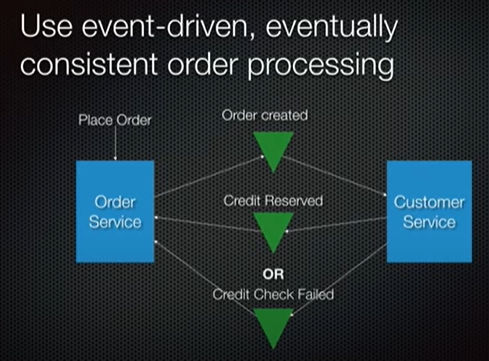 Use event-driven, eventually
consistent order processing
Place Order
Order created
Order
Service
Credit Reserved
Customer
Service
OR
Credit Check Failed